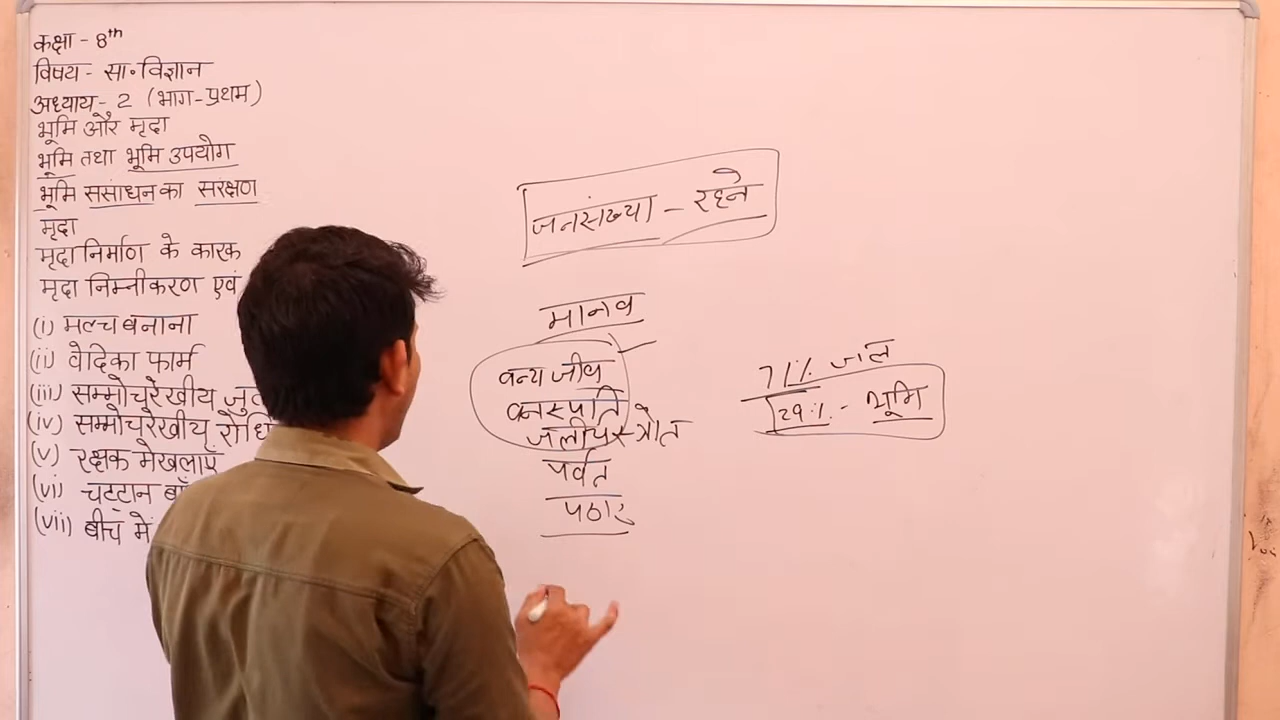 कक्षा - 8th
विषय - सा. विज्ञान
अध्याय - 2 (भाग-प्रथम)
भूमि और मृदा
भूमि तथा भूमि उपयोग
भूमि ससाधन का सरंक्षण
मृदा
मृदा निर्माण के कारक
मृदा निम्नीकरण एवं
(i) मल्च बनाना
(ii) वेदिका फार्म
(iii) सम्मोचरेखीय
(iv) सम्मोचरेखीय
(v) रक्षक मेखलाएँ
(vi) चट्टान
(vii) बीच में
जनसंख्या - रहने
मानव
वन्य जीव
वनस्पति
जलीय स्त्रोत
पर्वत
पठार
71% जल
29% - भूमि